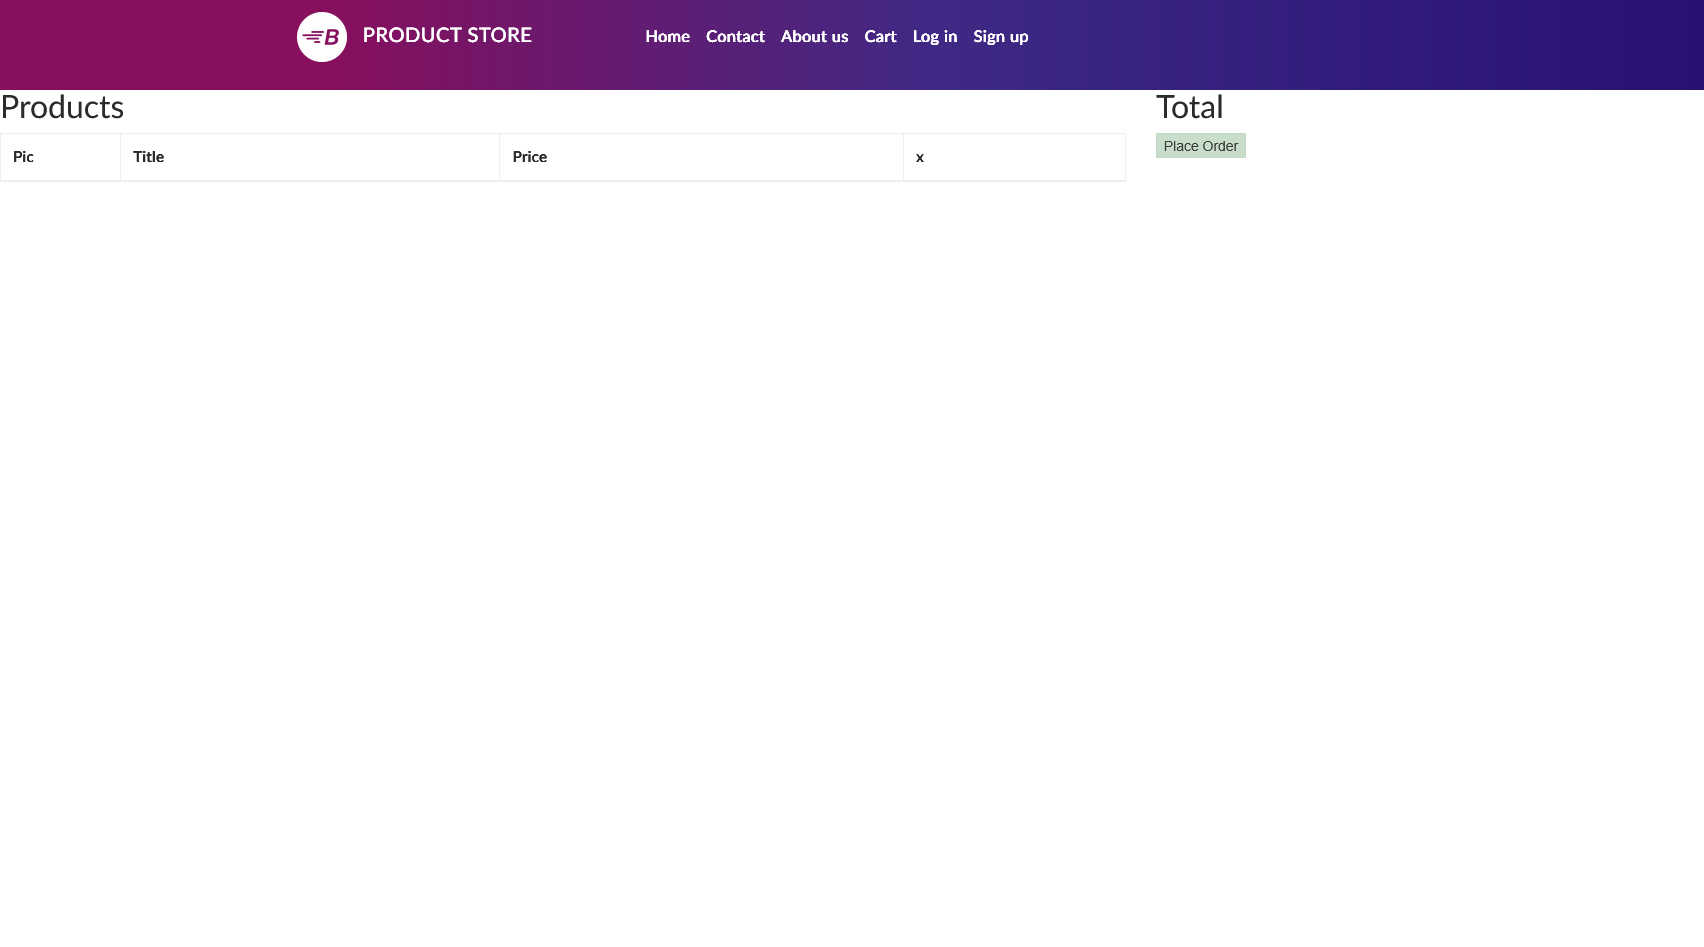 B PRODUCT STORE Home Contact About us Cart Log in Sign up
Products
Pic Title Price x
Total
Place Order